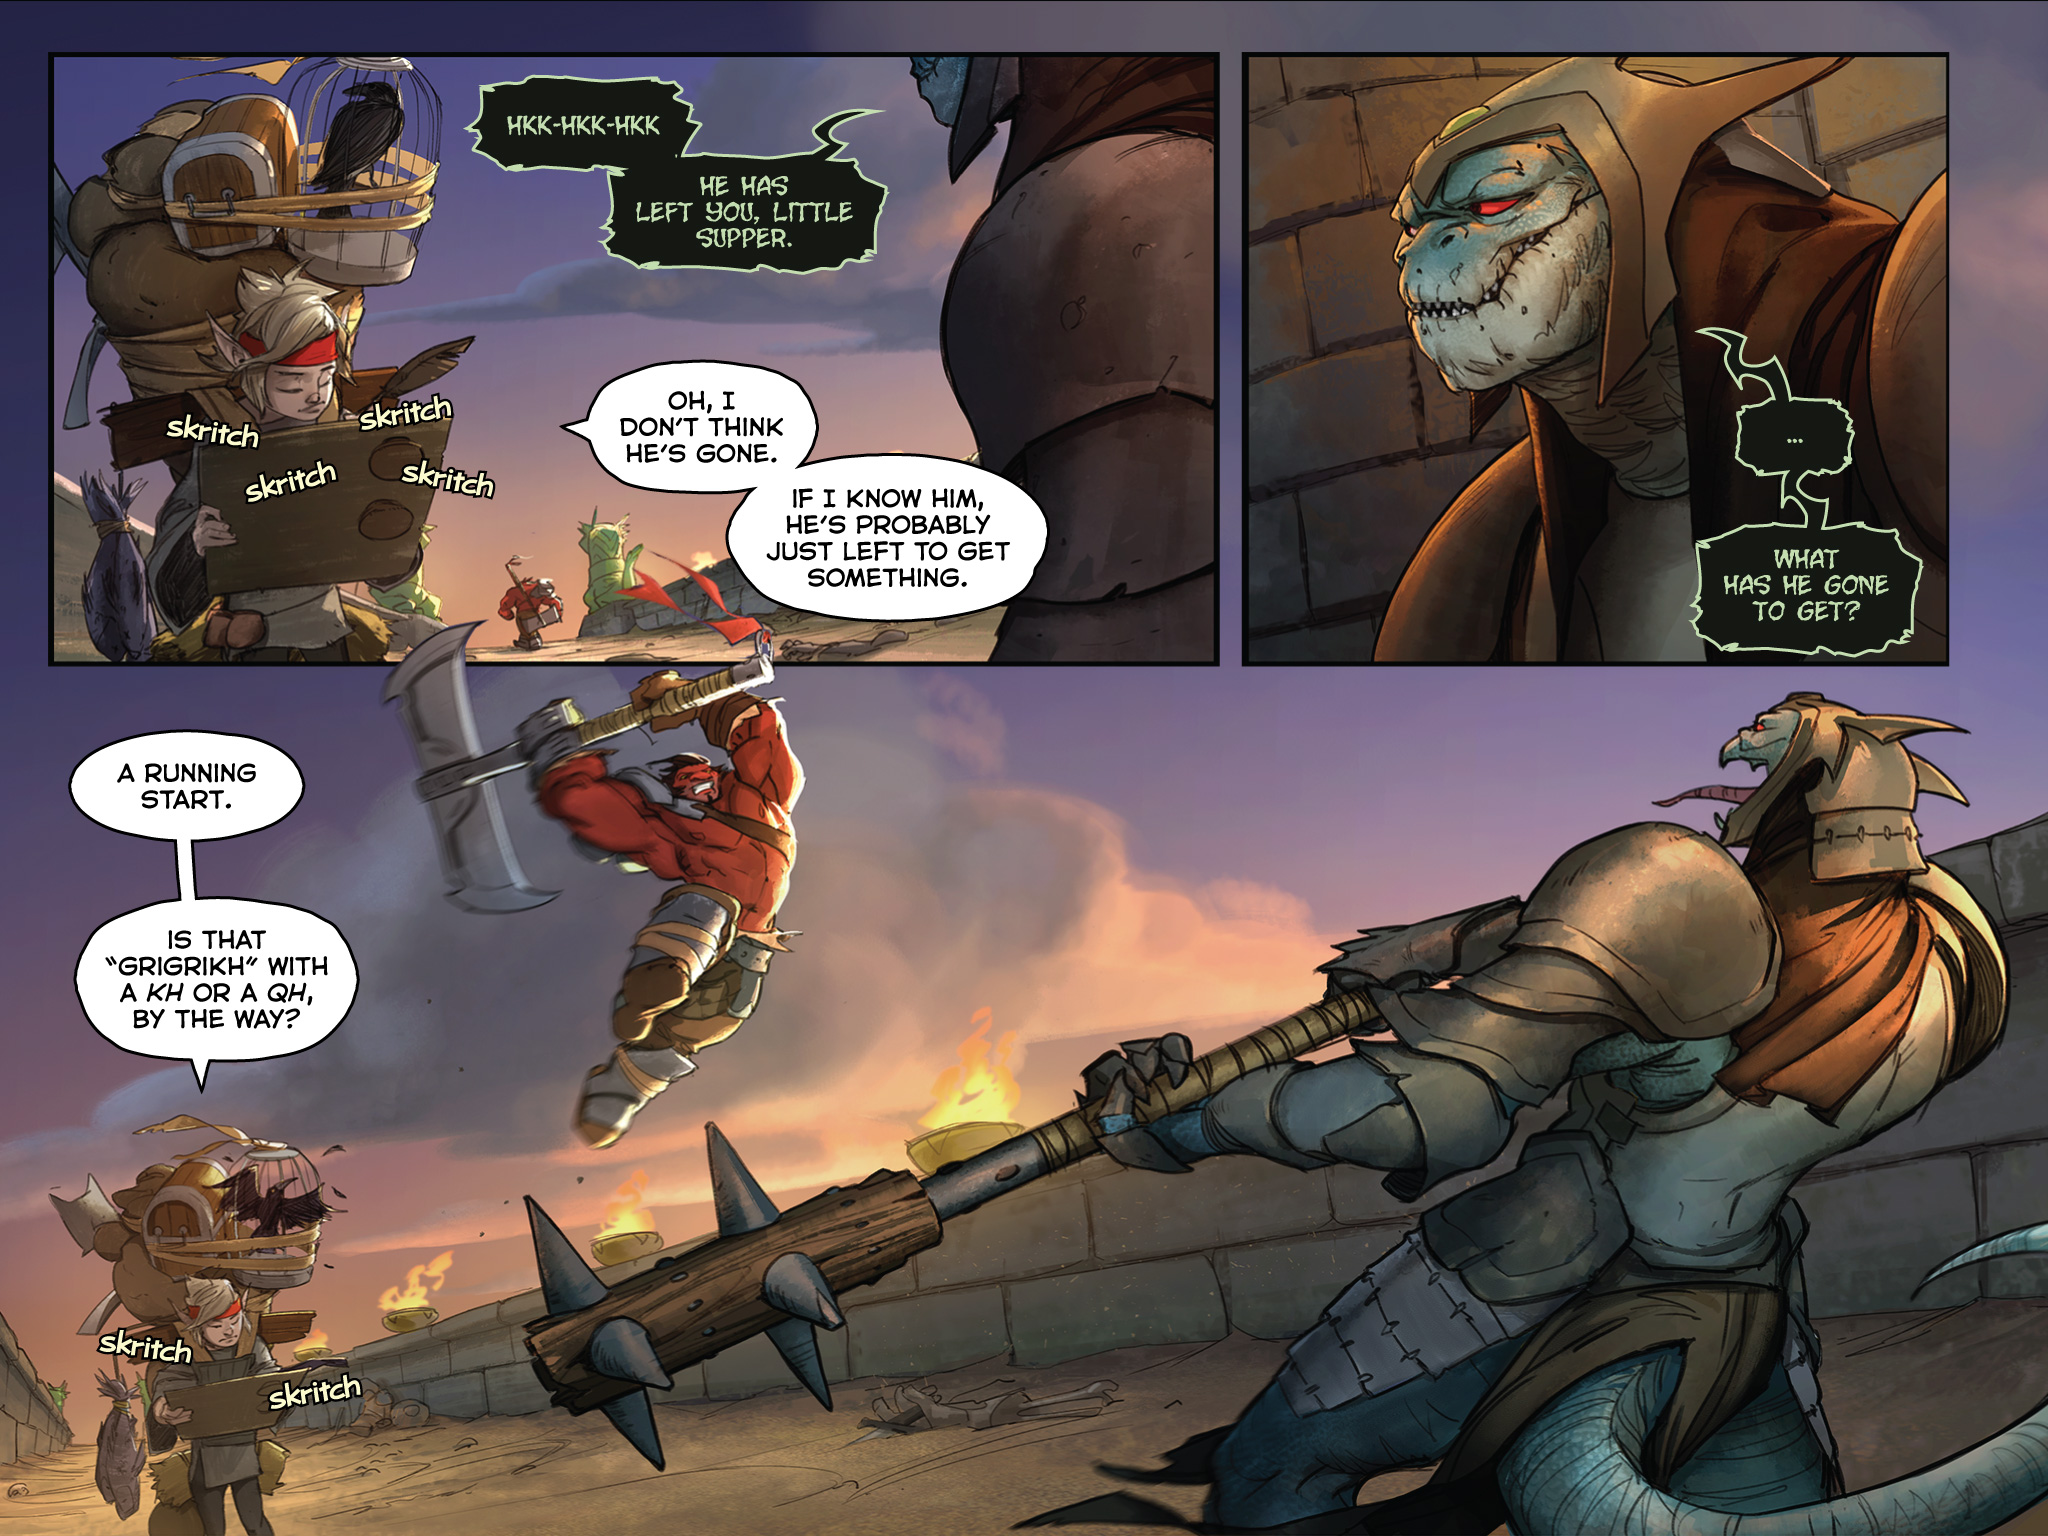 HKK-HKK-HKK
HE HAS
LEFT YOU, LITTLE
SUPPER.
OH, I
DON'T THINK
HE'S GONE.
IF I KNOW HIM,
HE'S PROBABLY
JUST LEFT TO GET
SOMETHING.
skritch
skritch
skritch
skritch
...
WHAT
HAS HE GONE
TO GET?
A RUNNING
START.
IS THAT
"GRIGRIKH" WITH
A KH OR A QH,
BY THE WAY?
skritch
skritch